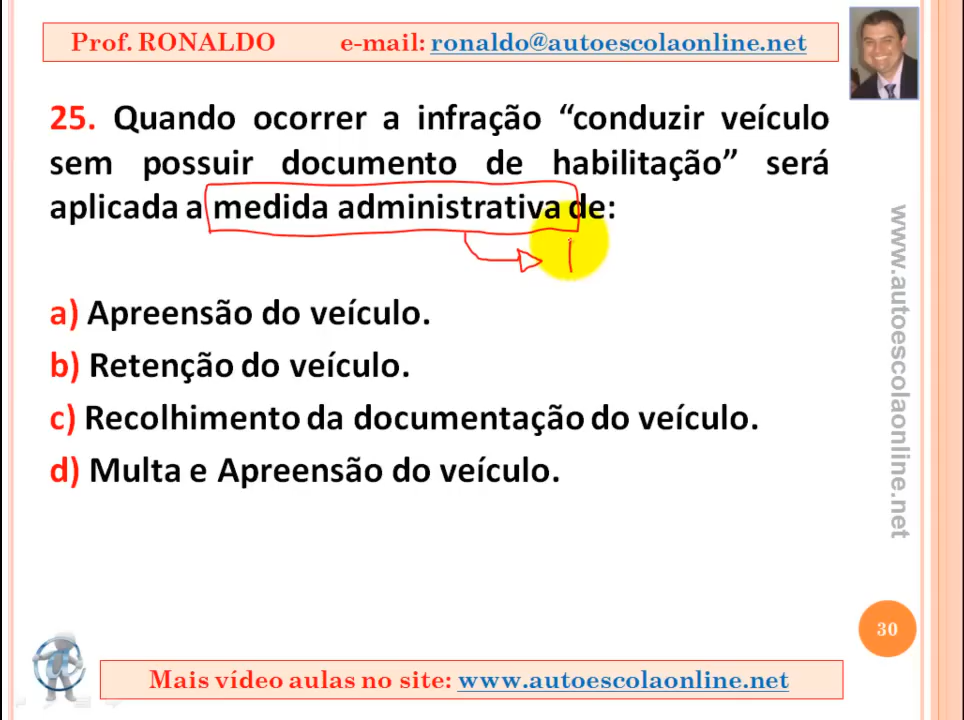 Prof. RONALDO e-mail: ronaldo@autoescolaonline.net
25. Quando ocorrer a infração “conduzir veículo
sem possuir documento de habilitação” será
aplicada a medida administrativa de:
a) Apreensão do veículo.
b) Retenção do veículo.
c) Recolhimento da documentação do veículo.
d) Multa e Apreensão do veículo.
www.autoescolaonline.net
30
Mais vídeo aulas no site: www.autoescolaonline.net